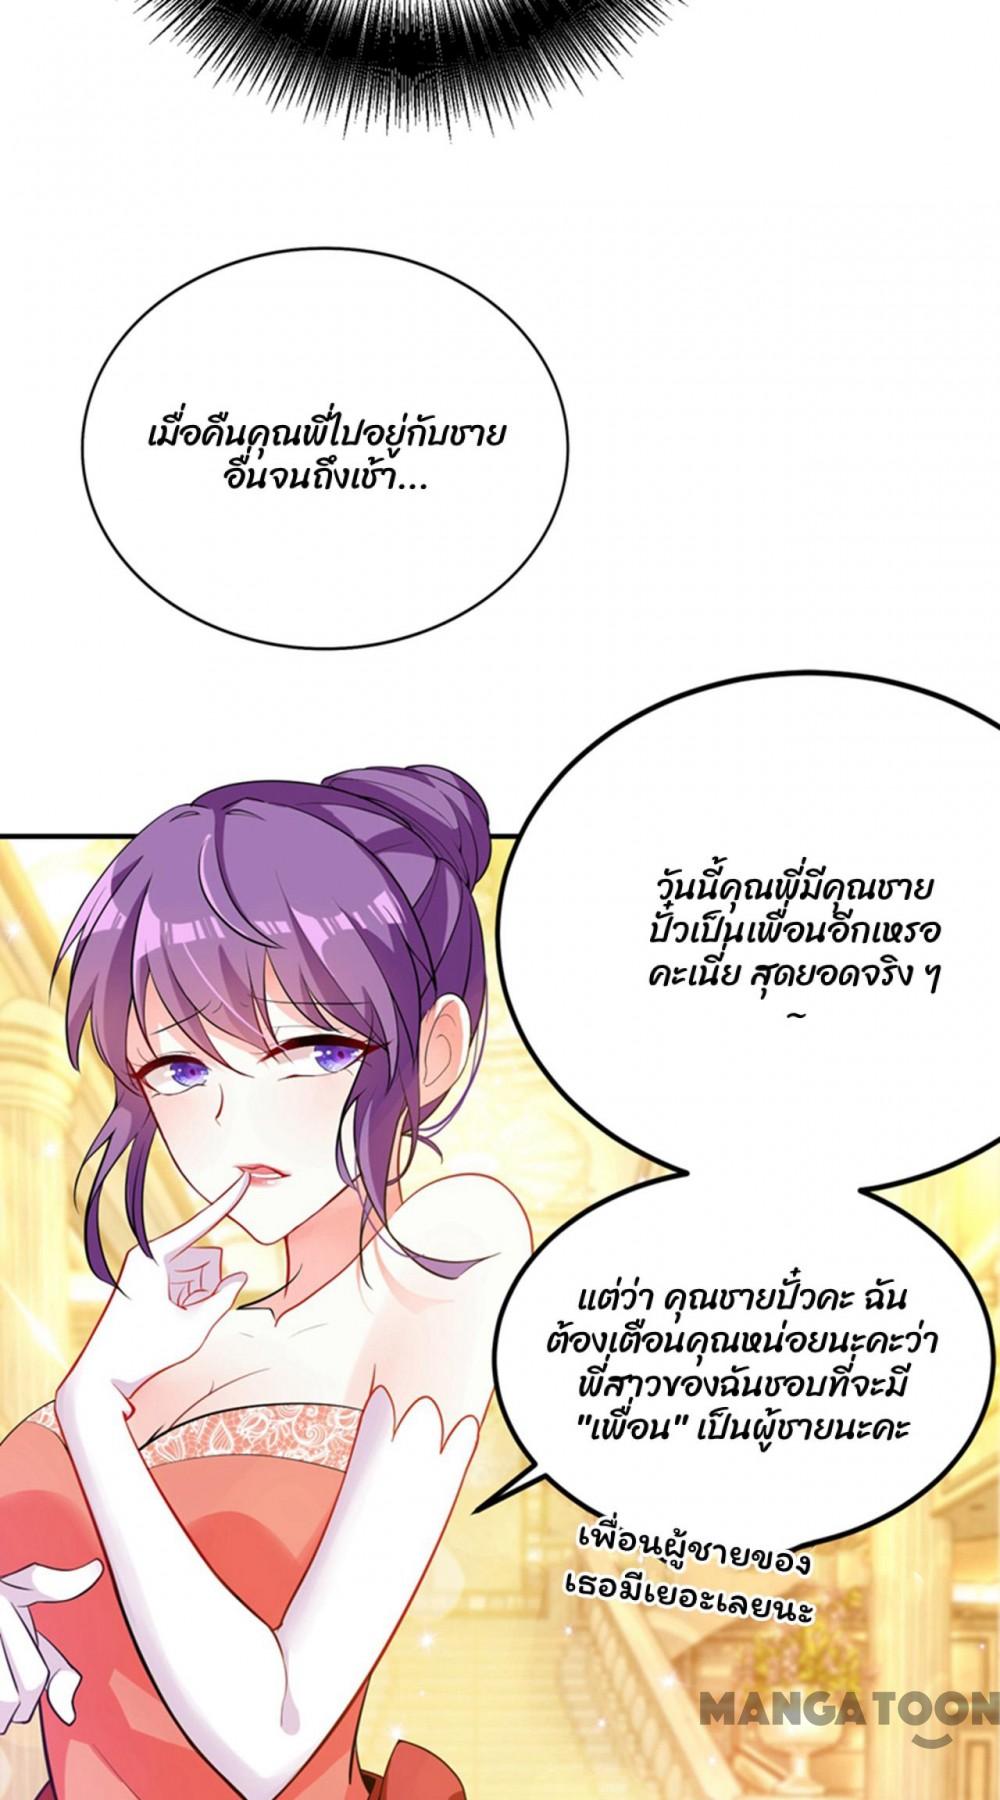 เมื่อคืนคุณพี่ไปอยู่กับชาย
อื่นจนถึงเช้า...
วันนี้คุณพี่มีคุณชาย
ปั๋วเป็นเพื่อนอีกเหรอ
คะเนี่ย สุดยอดจริง ๆ
~
แต่ว่า คุณชายปั๋วคะ ฉัน
ต้องเตือนคุณหน่อยนะคะว่า
พี่สาวของฉันชอบที่จะมี
"เพื่อน" เป็นผู้ชายนะคะ
เพื่อนผู้ชายของ
เธอมีเยอะเลยนะ
MANGATOON